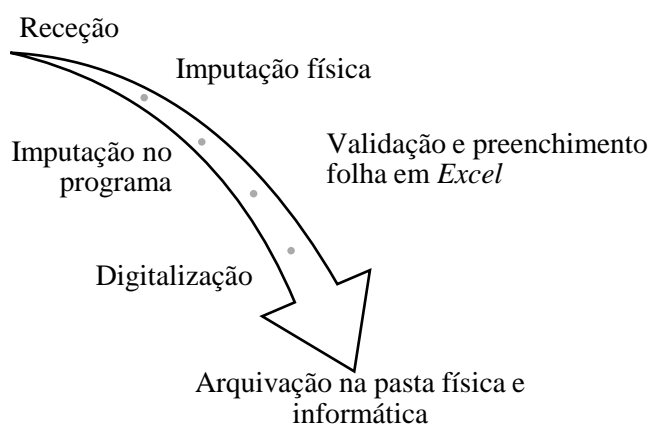 Receção
Imputação física
Imputação no
programa
Validação e preenchimento
folha em Excel
Digitalização
Arquivação na pasta física e
informática